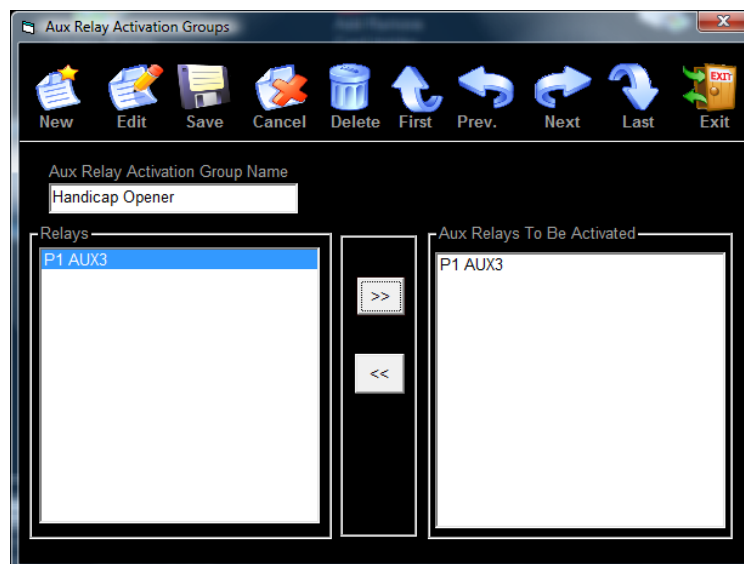 Aux Relay Activation Groups
New Edit Save Cancel Delete First Prev. Next Last Exit
EXIT
Aux Relay Activation Group Name
Handicap Opener
Relays
P1 AUX3
>>
<<
Aux Relays To Be Activated
P1 AUX3